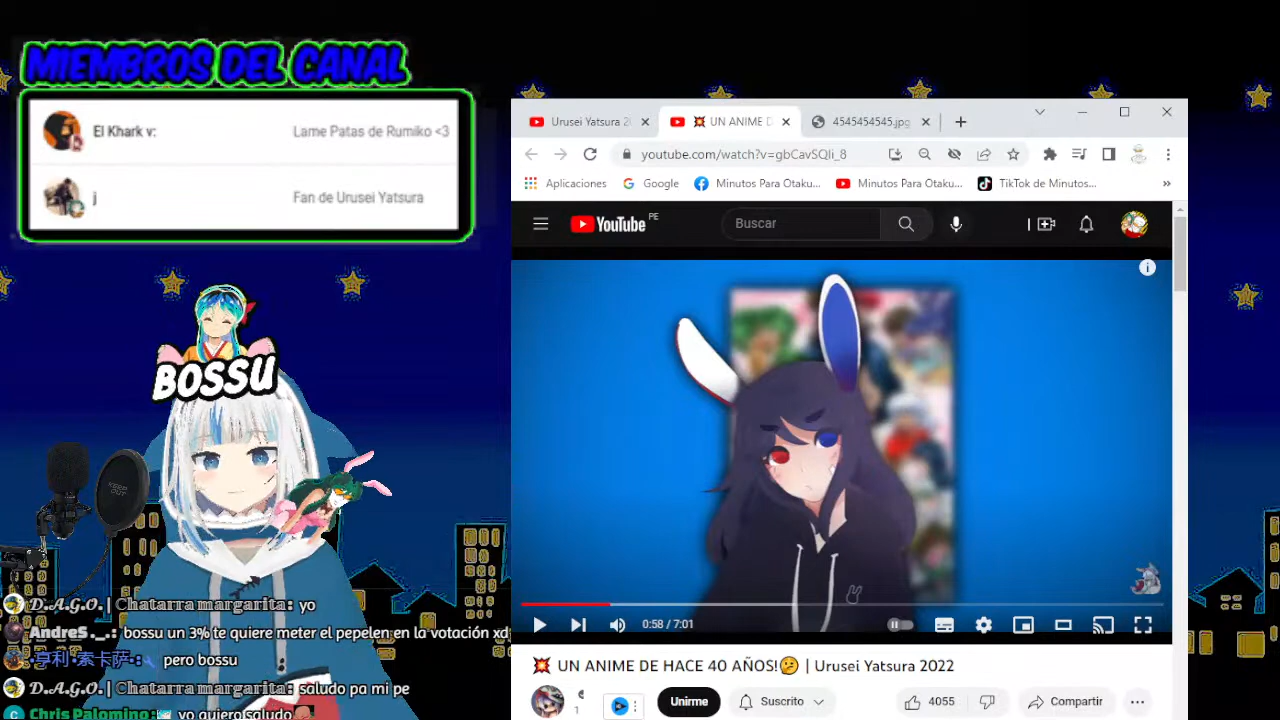 MIEMBROS DEL CANAL
El Khark v: Lame Patas de Rumiko <3
j Fan de Urusei Yatsura
BOSSU
KEEP OUT
D.A.G.O. | Chatarra margarita: yo
AndreS ._.: bossu un 3% te quiere meter el pepelen en la votación xd
亨利·索卡萨·: pero bossu
D.A.G.O. | Chatarra margarita: saludo pa mi pe
Chris Palomino: yo quiero saludo
Urusei Yatsura 2
UN ANIME D
4545454545.jpg
youtube.com/watch?v=gbCavSQli_8
Aplicaciones Google Minutos Para Otaku... Minutos Para Otaku... TikTok de Minutos... »
YouTube PE
Buscar
0:58 / 7:01
💥 UN ANIME DE HACE 40 AÑOS!🤔 | Urusei Yatsura 2022
Unirme Suscrito 4055 Compartir